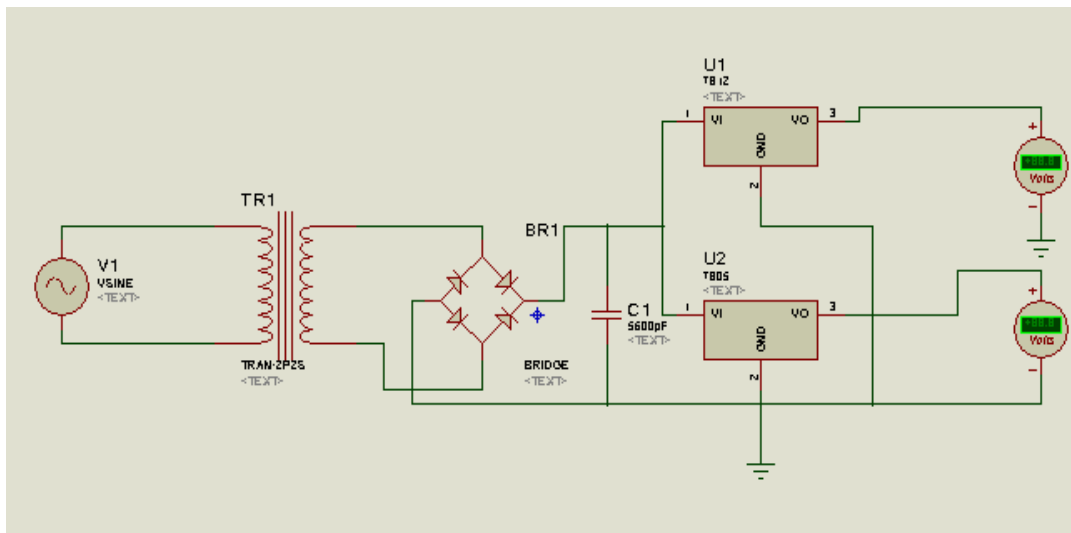 U1
7812
<TEXT>
1
VI
VO
3
GND
2
+
Volts
-
TR1
V1
VSINE
<TEXT>
TRAN-2P2S
<TEXT>
BR1
BRIDGE
<TEXT>
C1
5600pF
<TEXT>
U2
7805
<TEXT>
1
VI
VO
3
GND
2
+
Volts
-